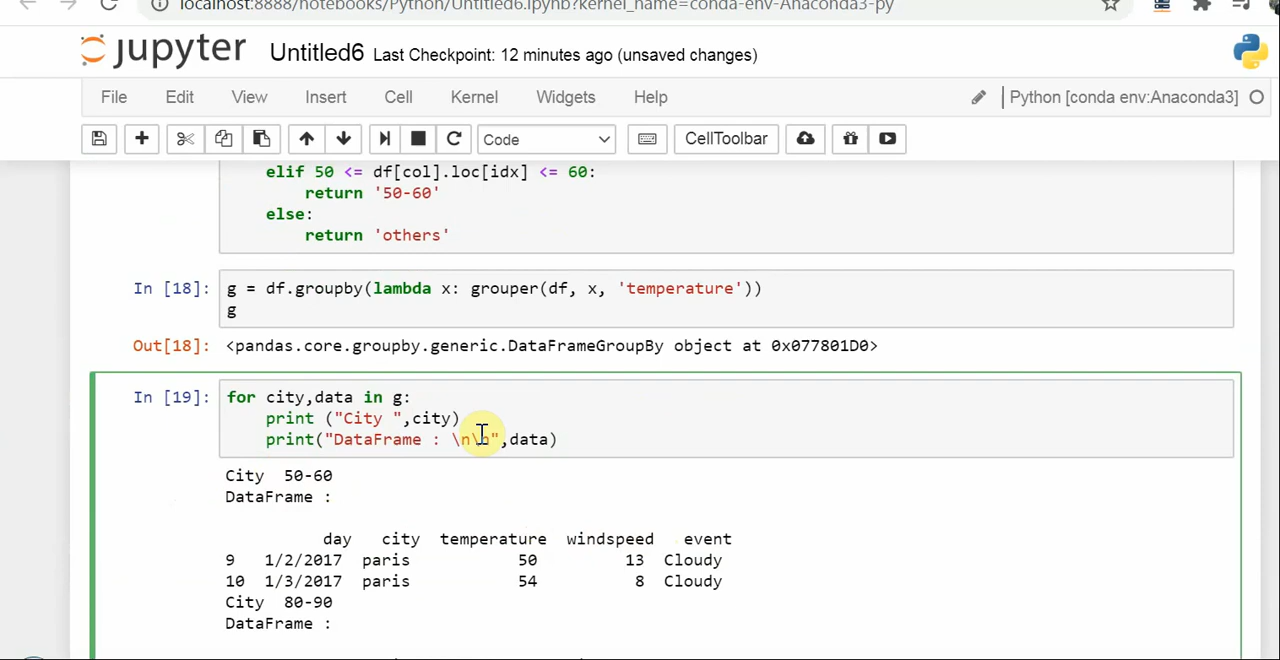 localhost:8888/notebooks/Python/Untitled6.ipynb?kernel_name=conda-env-Anaconda3-py
jupyter Untitled6 Last Checkpoint: 12 minutes ago (unsaved changes)
File Edit View Insert Cell Kernel Widgets Help Python [conda env:Anaconda3]
Code CellToolbar
elif 50 <= df[col].loc[idx] <= 60:
return '50-60'
else:
return 'others'
In [18]: g = df.groupby(lambda x: grouper(df, x, 'temperature'))
g
Out[18]: <pandas.core.groupby.generic.DataFrameGroupBy object at 0x077801D0>
In [19]: for city,data in g:
print ("City ",city)
print("DataFrame : \n\n",data)
City 50-60
DataFrame :
day city temperature windspeed event
9 1/2/2017 paris 50 13 Cloudy
10 1/3/2017 paris 54 8 Cloudy
City 80-90
DataFrame :